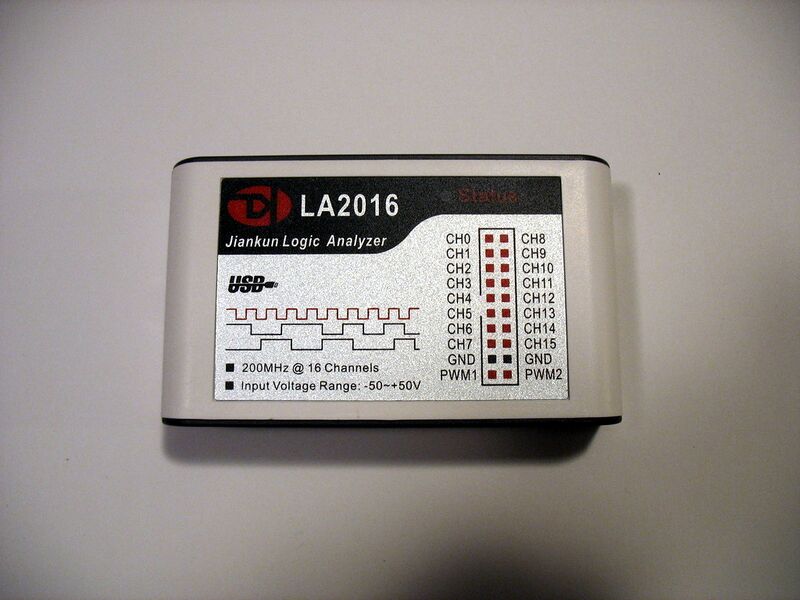 LA2016
Status
Jiankun Logic Analyzer
USB
200MHz @ 16 Channels
Input Voltage Range: -50~+50V
CH0 CH8
CH1 CH9
CH2 CH10
CH3 CH11
CH4 CH12
CH5 CH13
CH6 CH14
CH7 CH15
GND GND
PWM1 PWM2